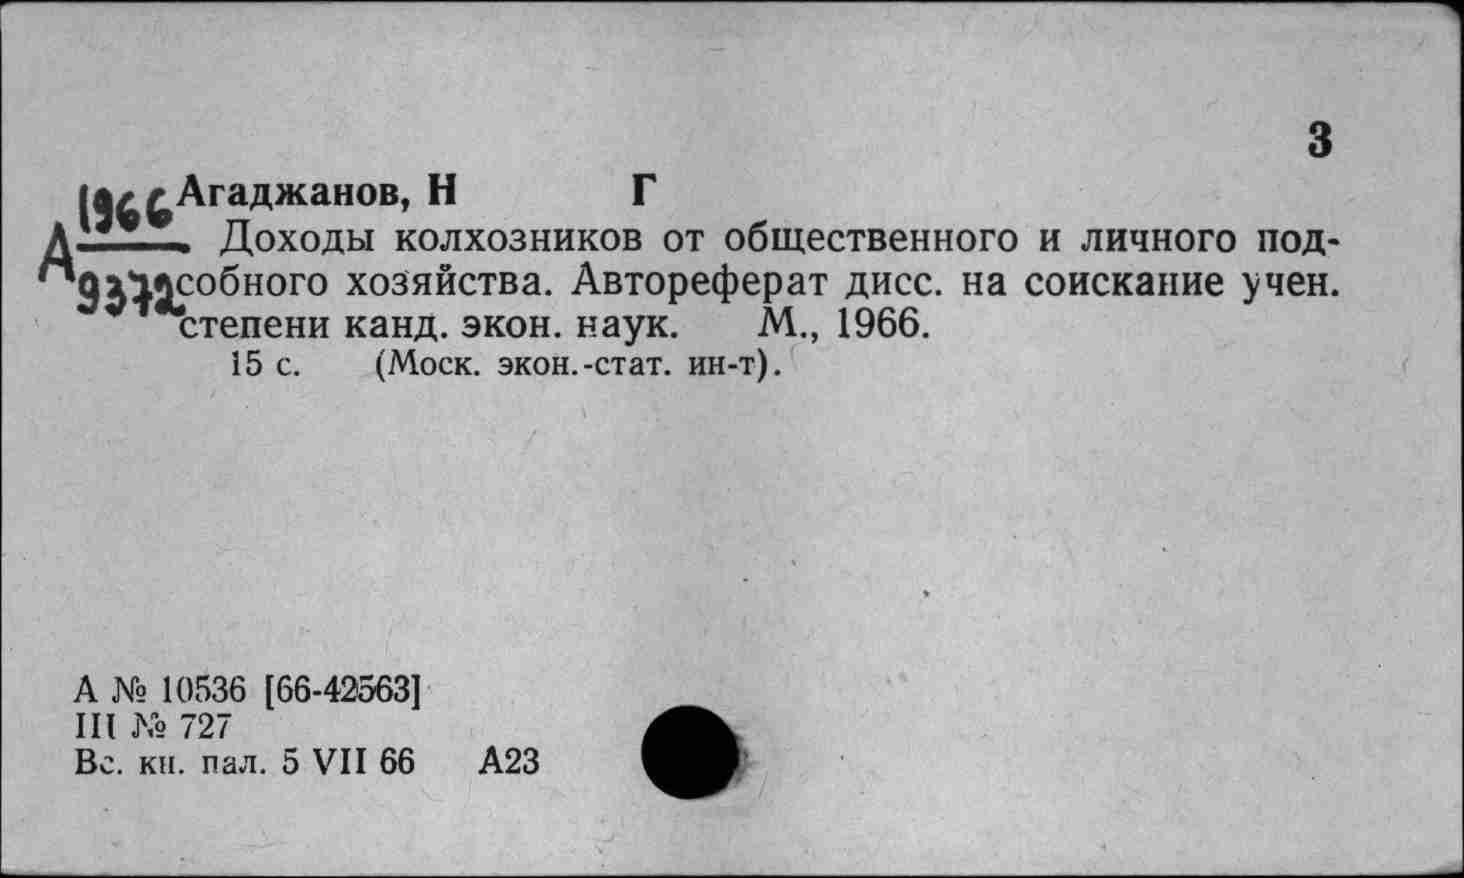 3
1966 Агаджанов, Н Г
А Доходы колхозников от общественного и личного под-
9372 собного хозяйства. Автореферат дисс. на соискание учен.
степени канд. экон. наук. М., 1966.
15 с. (Моск. экон.-стат. ин-т).
А № 10536 [66-42563]
III № 727
Вс. кн. пал. 5 VII 66 А23